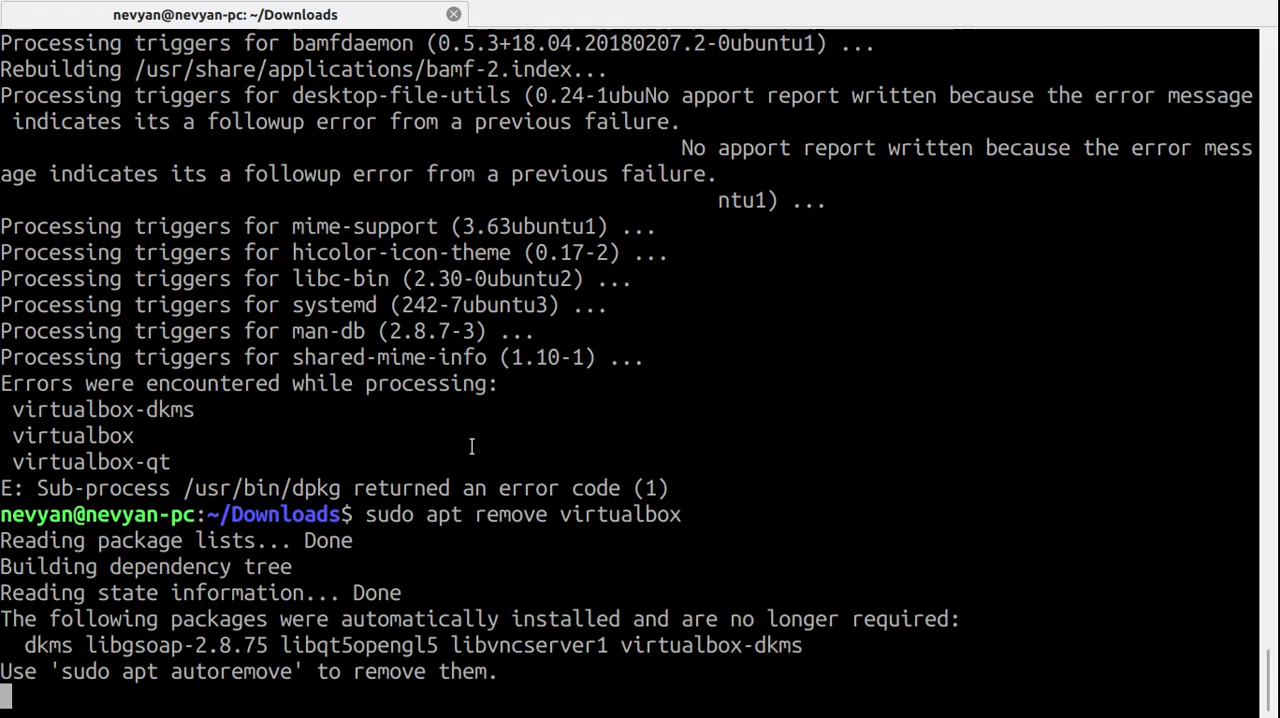 nevyan@nevyan-pc: ~/Downloads
Processing triggers for bamfdaemon (0.5.3+18.04.20180207.2-0ubuntu1) ...
Rebuilding /usr/share/applications/bamf-2.index...
Processing triggers for desktop-file-utils (0.24-1ubuNo apport report written because the error message
indicates its a followup error from a previous failure.
No apport report written because the error mess
age indicates its a followup error from a previous failure.
ntu1) ...
Processing triggers for mime-support (3.63ubuntu1) ...
Processing triggers for hicolor-icon-theme (0.17-2) ...
Processing triggers for libc-bin (2.30-0ubuntu2) ...
Processing triggers for systemd (242-7ubuntu3) ...
Processing triggers for man-db (2.8.7-3) ...
Processing triggers for shared-mime-info (1.10-1) ...
Errors were encountered while processing:
virtualbox-dkms
virtualbox
virtualbox-qt
E: Sub-process /usr/bin/dpkg returned an error code (1)
nevyan@nevyan-pc:~/Downloads$ sudo apt remove virtualbox
Reading package lists... Done
Building dependency tree
Reading state information... Done
The following packages were automatically installed and are no longer required:
dkms libgsoap-2.8.75 libqt5opengl5 libvncserver1 virtualbox-dkms
Use 'sudo apt autoremove' to remove them.